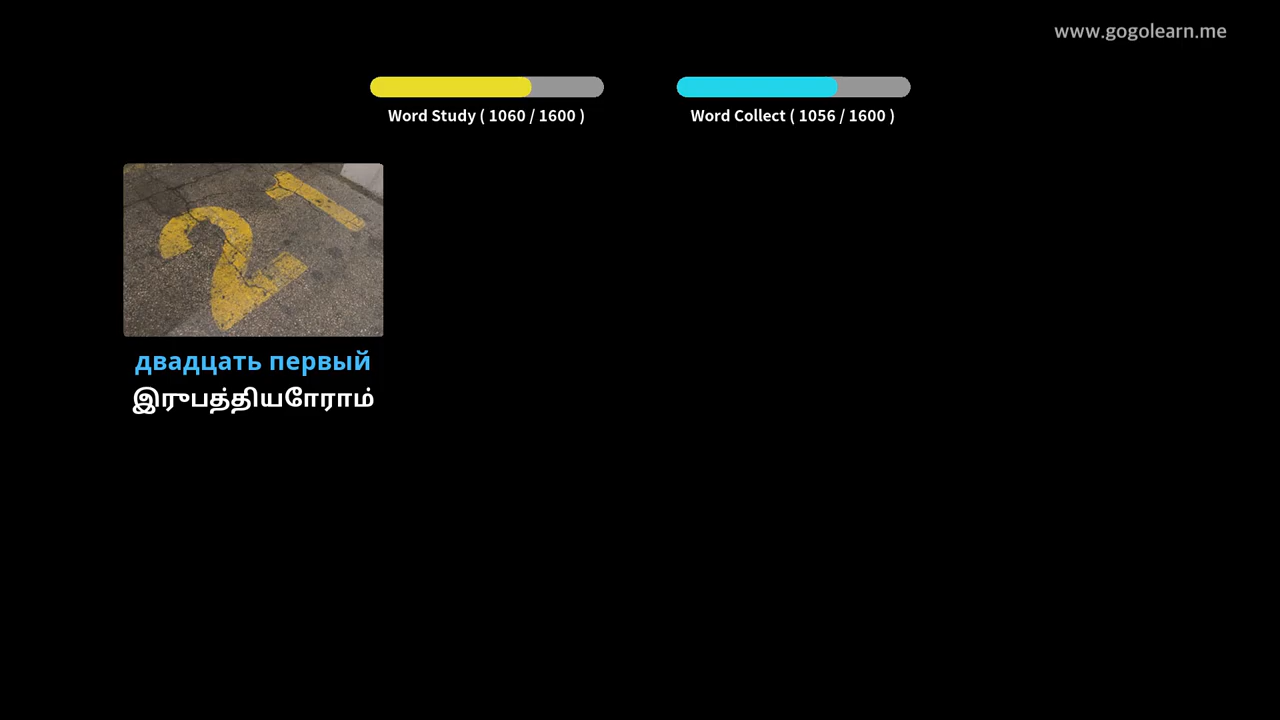 www.gogolearn.me
Word Study ( 1060 / 1600 )
Word Collect ( 1056 / 1600 )
21
двадцать первый
இருபத்தியோராம்